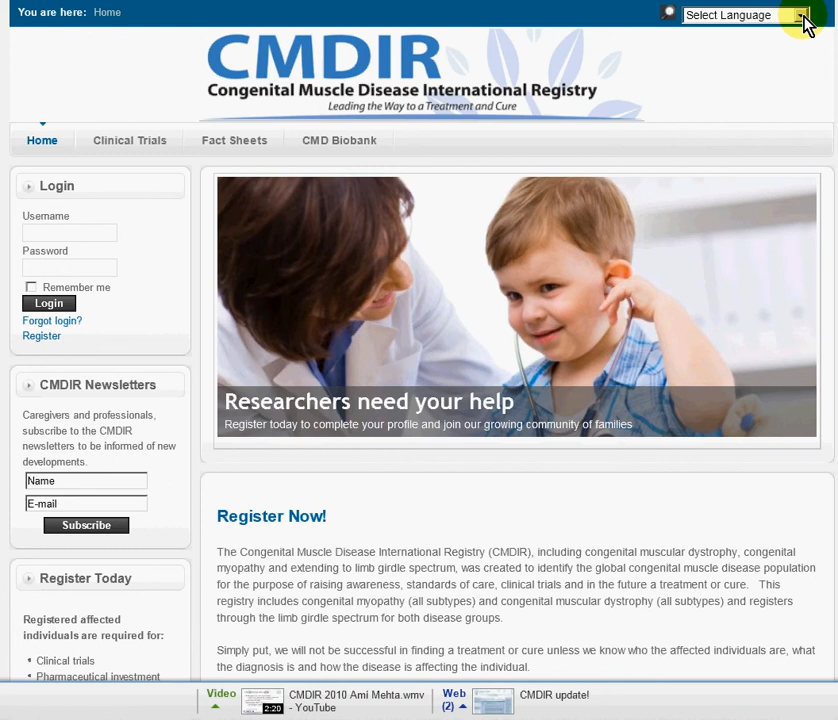 You are here: Home
Select Language
CMDIR
Congenital Muscle Disease International Registry
Leading the Way to a Treatment and Cure
Home Clinical Trials Fact Sheets CMD Biobank
Login
Username
Password
Remember me
Login
Forgot login?
Register
CMDIR Newsletters
Caregivers and professionals,
subscribe to the CMDIR
newsletters to be informed of new
developments.
Name
E-mail
Subscribe
Register Today
Registered affected
individuals are required for:
• Clinical trials
• Pharmaceutical investment
Researchers need your help
Register today to complete your profile and join our growing community of families
Register Now!
The Congenital Muscle Disease International Registry (CMDIR), including congenital muscular dystrophy, congenital
myopathy and extending to limb girdle spectrum, was created to identify the global congenital muscle disease population
for the purpose of raising awareness, standards of care, clinical trials and in the future a treatment or cure. This
registry includes congenital myopathy (all subtypes) and congenital muscular dystrophy (all subtypes) and registers
through the limb girdle spectrum for both disease groups.
Simply put, we will not be successful in finding a treatment or cure unless we know who the affected individuals are, what
the diagnosis is and how the disease is affecting the individual.
Video
2:20
CMDIR 2010 Ami Mehta.wmv
- YouTube
Web
(2)
CMDIR update!